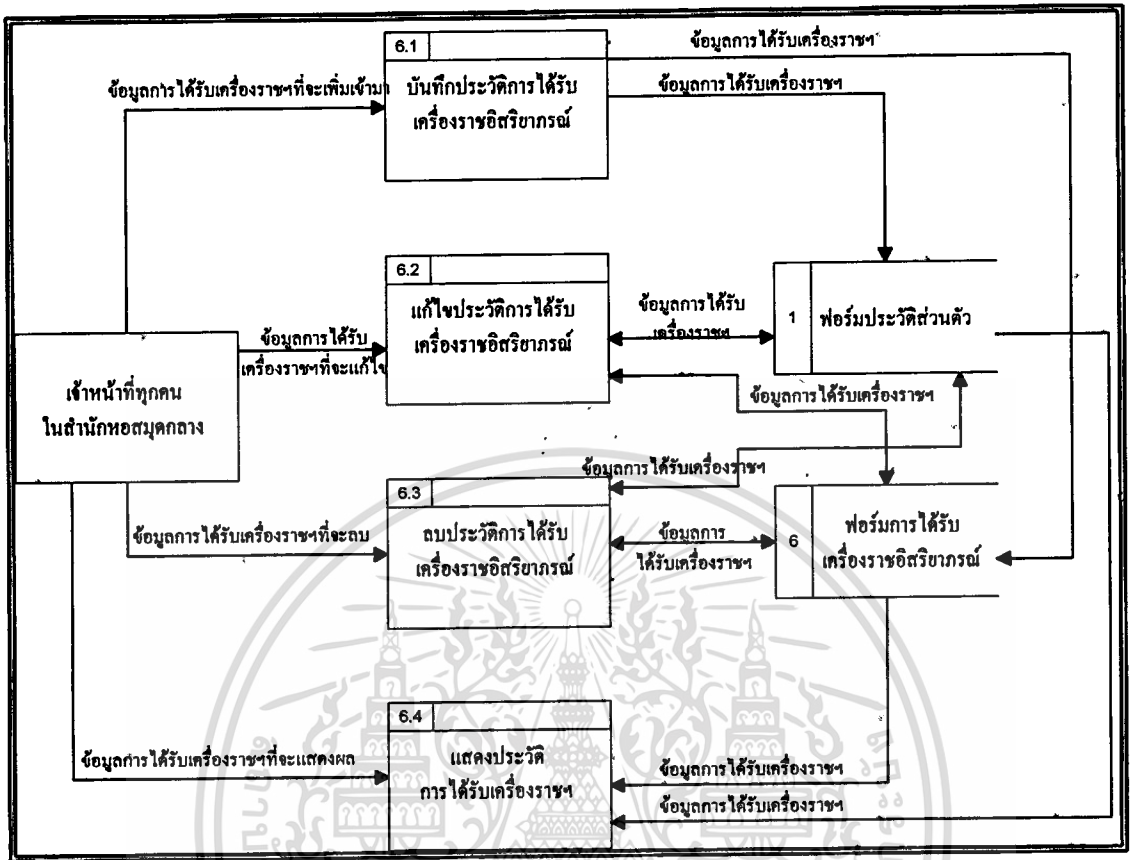 6.1
บันทึกประวัติการได้รับ
เครื่องราชอิสริยาภรณ์
ข้อมูลการได้รับเครื่องราชฯ
ข้อมูลการได้รับเครื่องราชฯ
ข้อมูลการได้รับเครื่องราชฯที่จะเพิ่มเข้ามา
6.2
แก้ไขประวัติการได้รับ
เครื่องราชอิสริยาภรณ์
ข้อมูลการได้รับ
เครื่องราชฯ
1
ฟอร์มประวัติส่วนตัว
ข้อมูลการได้รับ
เครื่องราชฯที่จะแก้ไข
เจ้าหน้าที่ทุกคน
ในสำนักหอสมุดกลาง
ข้อมูลการได้รับเครื่องราชฯ
ข้อมูลการได้รับเครื่องราชฯ
6.3
ลบประวัติการได้รับ
เครื่องราชอิสริยาภรณ์
ข้อมูลการ
ได้รับเครื่องราชฯ
6
ฟอร์มการได้รับ
เครื่องราชอิสริยาภรณ์
ข้อมูลการได้รับเครื่องราชฯที่จะลบ
6.4
แสดงประวัติ
การได้รับเครื่องราชฯ
ข้อมูลการได้รับเครื่องราชฯที่จะแสดงผล
ข้อมูลการได้รับเครื่องราชฯ
ข้อมูลการได้รับเครื่องราชฯ